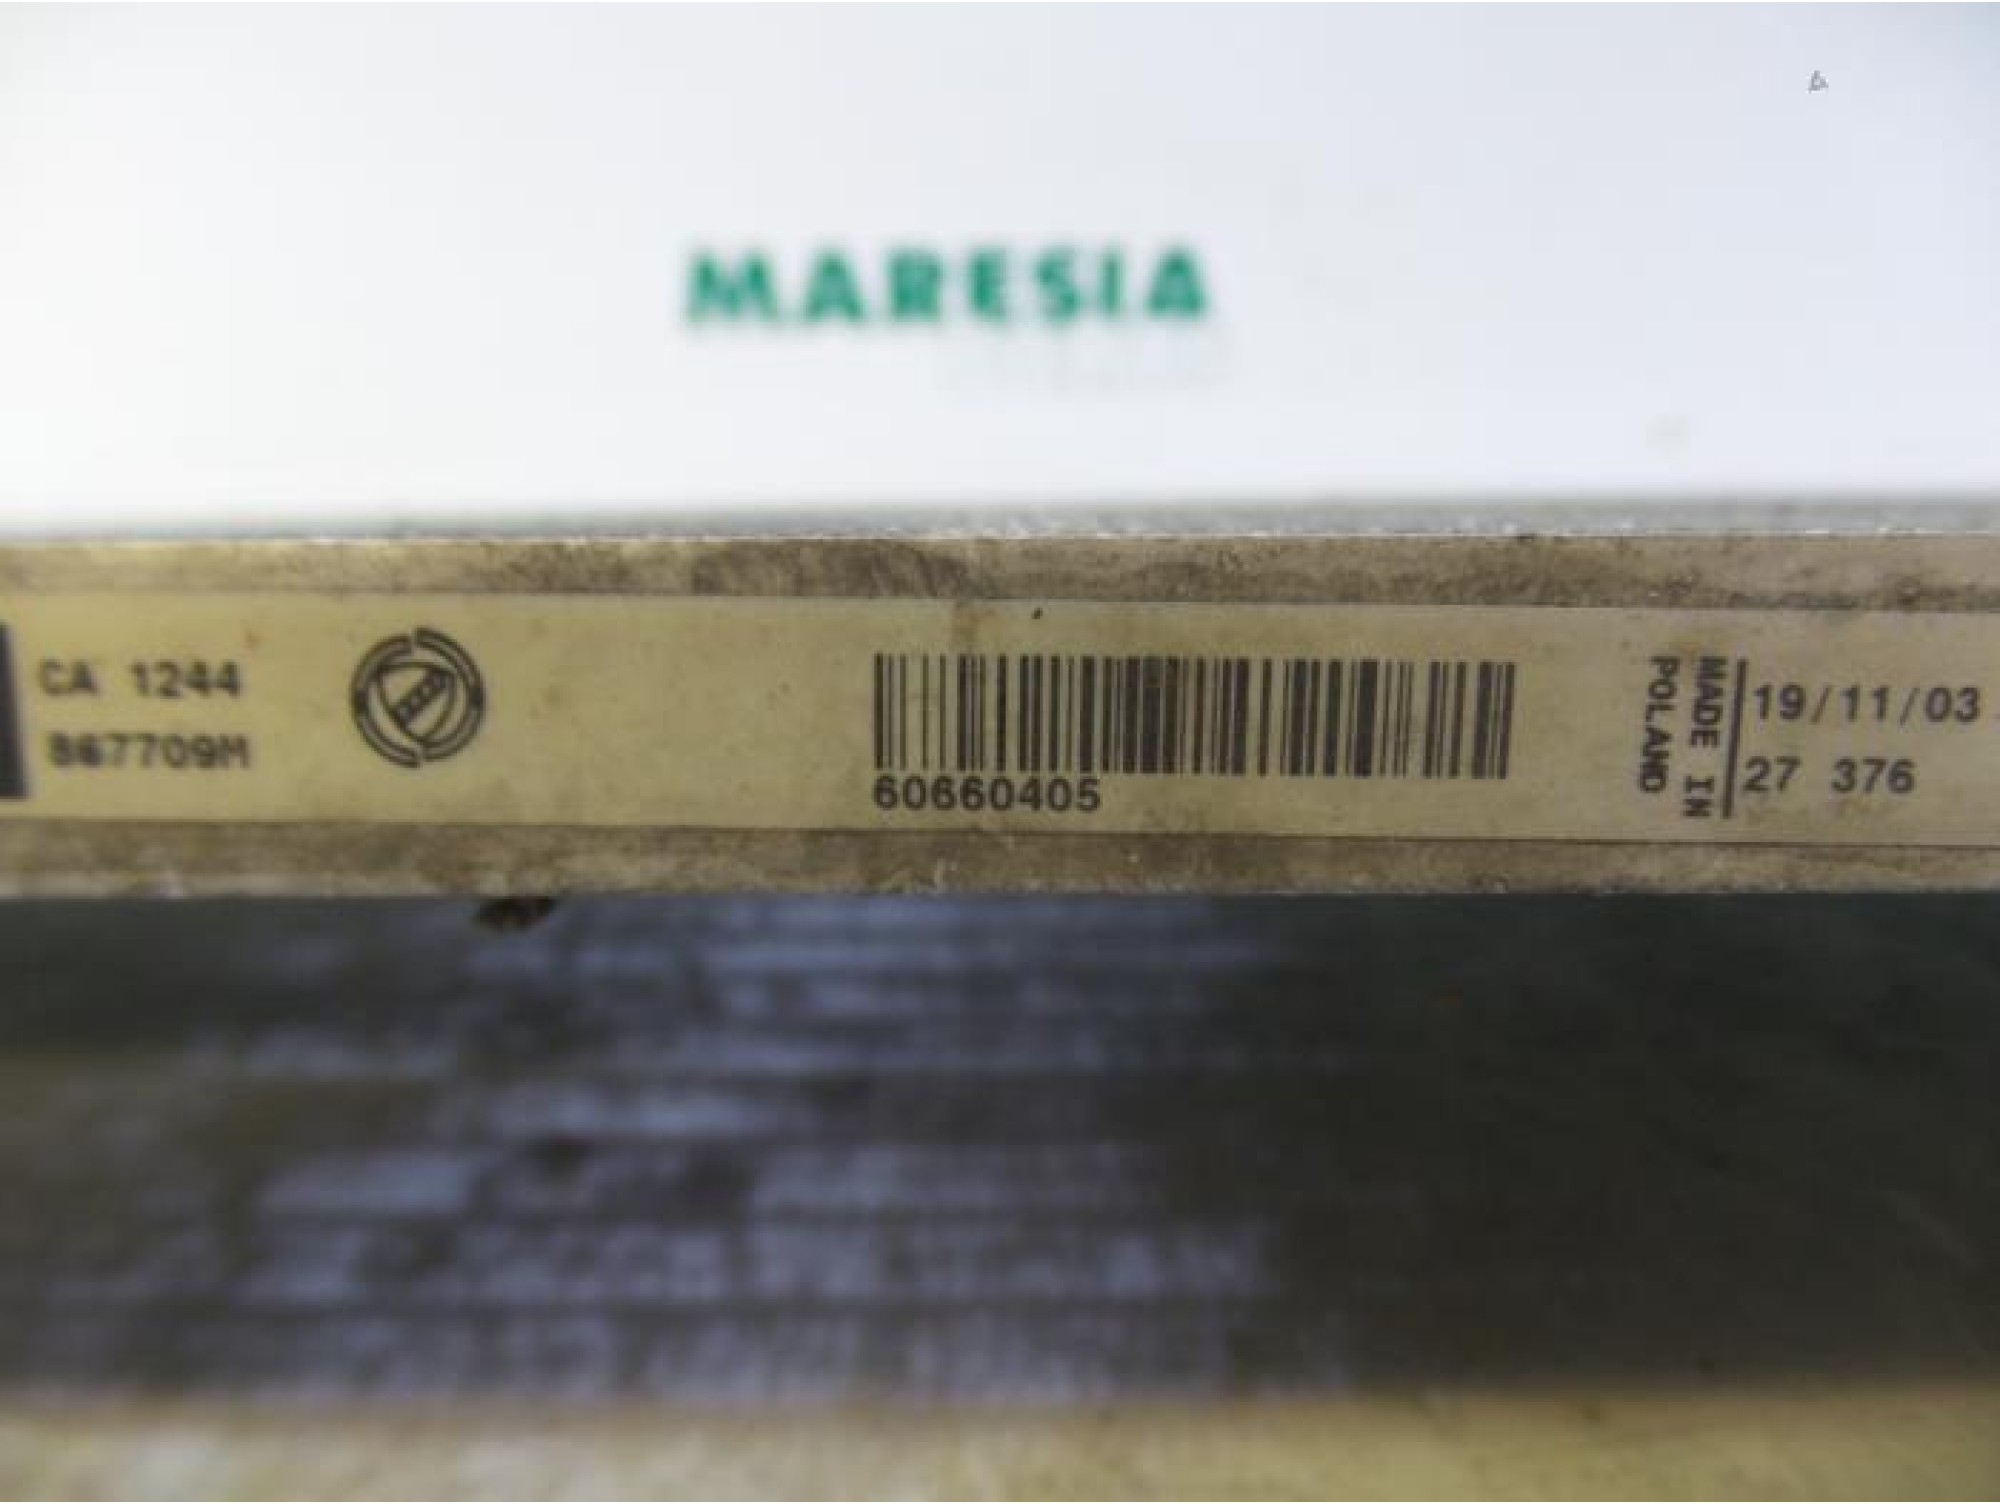 MARESIA
CA 1244
867709M
60660405
MADE IN
POLAND
19/11/03
27 376